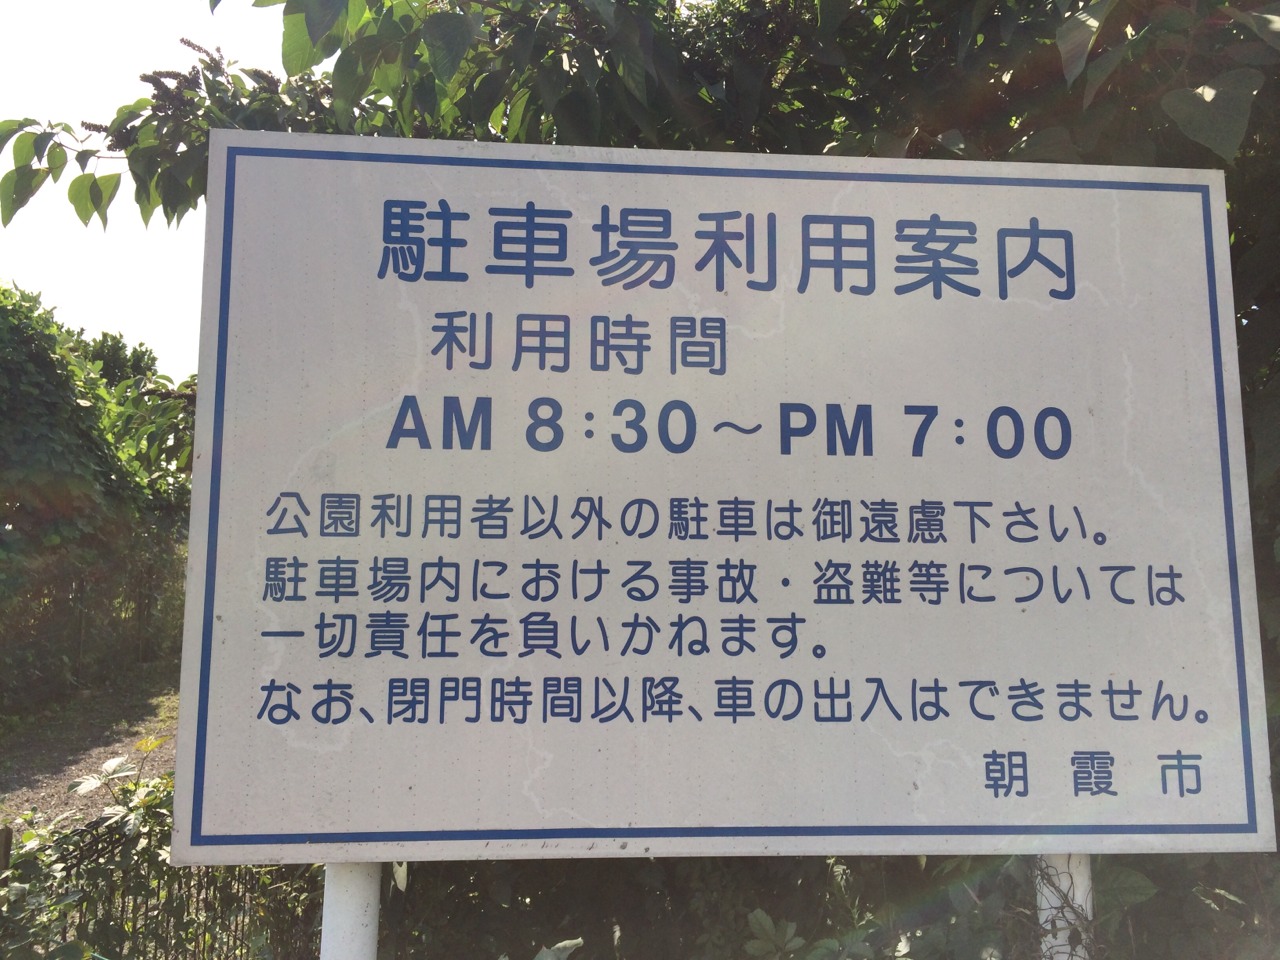 駐車場利用案内
利用時間
AM 8:30～PM 7:00
公園利用者以外の駐車は御遠慮下さい。
駐車場内における事故・盗難等については
一切責任を負いかねます。
なお、閉門時間以降、車の出入はできません。
朝霞市